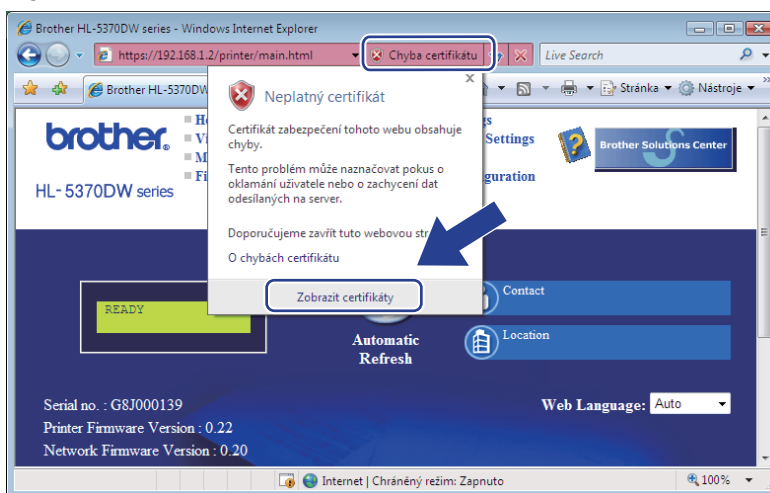 Brother HL-5370DW series - Windows Internet Explorer
https://192.168.1.2/printer/main.html
Chyba certifikátu
Live Search
Brother HL-5370DW
Stránka
Nástroje
Neplatný certifikát
Certifikát zabezpečení tohoto webu obsahuje
chyby.
Tento problém může naznačovat pokus o
oklamání uživatele nebo o zachycení dat
odesílaných na server.
Doporučujeme zavřít tuto webovou
O chybách certifikátu
Zobrazit certifikáty
brother
HL-5370DW series
Settings
Brother Solutions Center
READY
Automatic
Refresh
Contact
Location
Serial no. : G8J000139
Web Language: Auto
Printer Firmware Version : 0.22
Network Firmware Version : 0.20
Internet | Chráněný režim: Zapnuto
100%